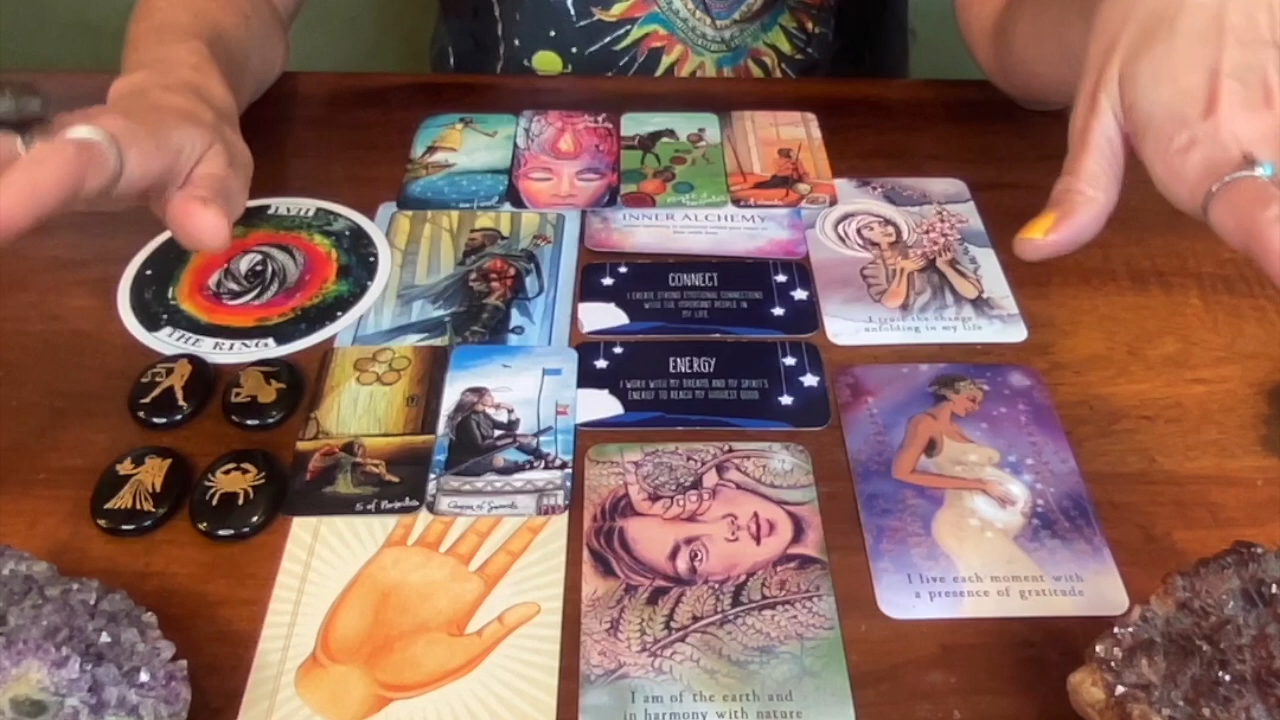 LVII
THE RING
INNER ALCHEMY
CONNECT
I CREATE STRONG EMOTIONAL CONNECTIONS
WITH THE IMPORTANT PEOPLE IN
MY LIFE.
ENERGY
I WORK WITH MY DREAMS AND MY SPIRIT'S
ENERGY TO REACH MY HIGHEST GOOD.
I trust the change
unfolding in my life
5 of Pentacles
Queen of Swords
I live each moment with
a presence of gratitude
I am of the earth and
in harmony with nature